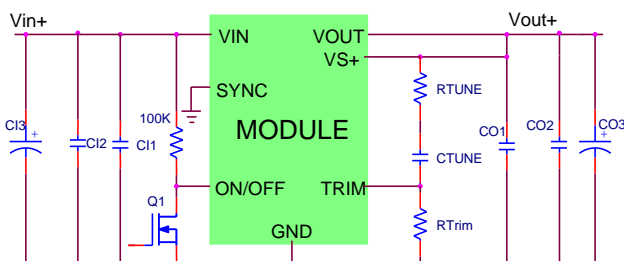 Vin+
Vout+
VIN
VOUT
VS+
SYNC
RTUNE
100K
MODULE
CI3
+
CI2
CI1
CO1
CO2
CO3
+
CTUNE
ON/OFF
TRIM
Q1
RTrim
GND